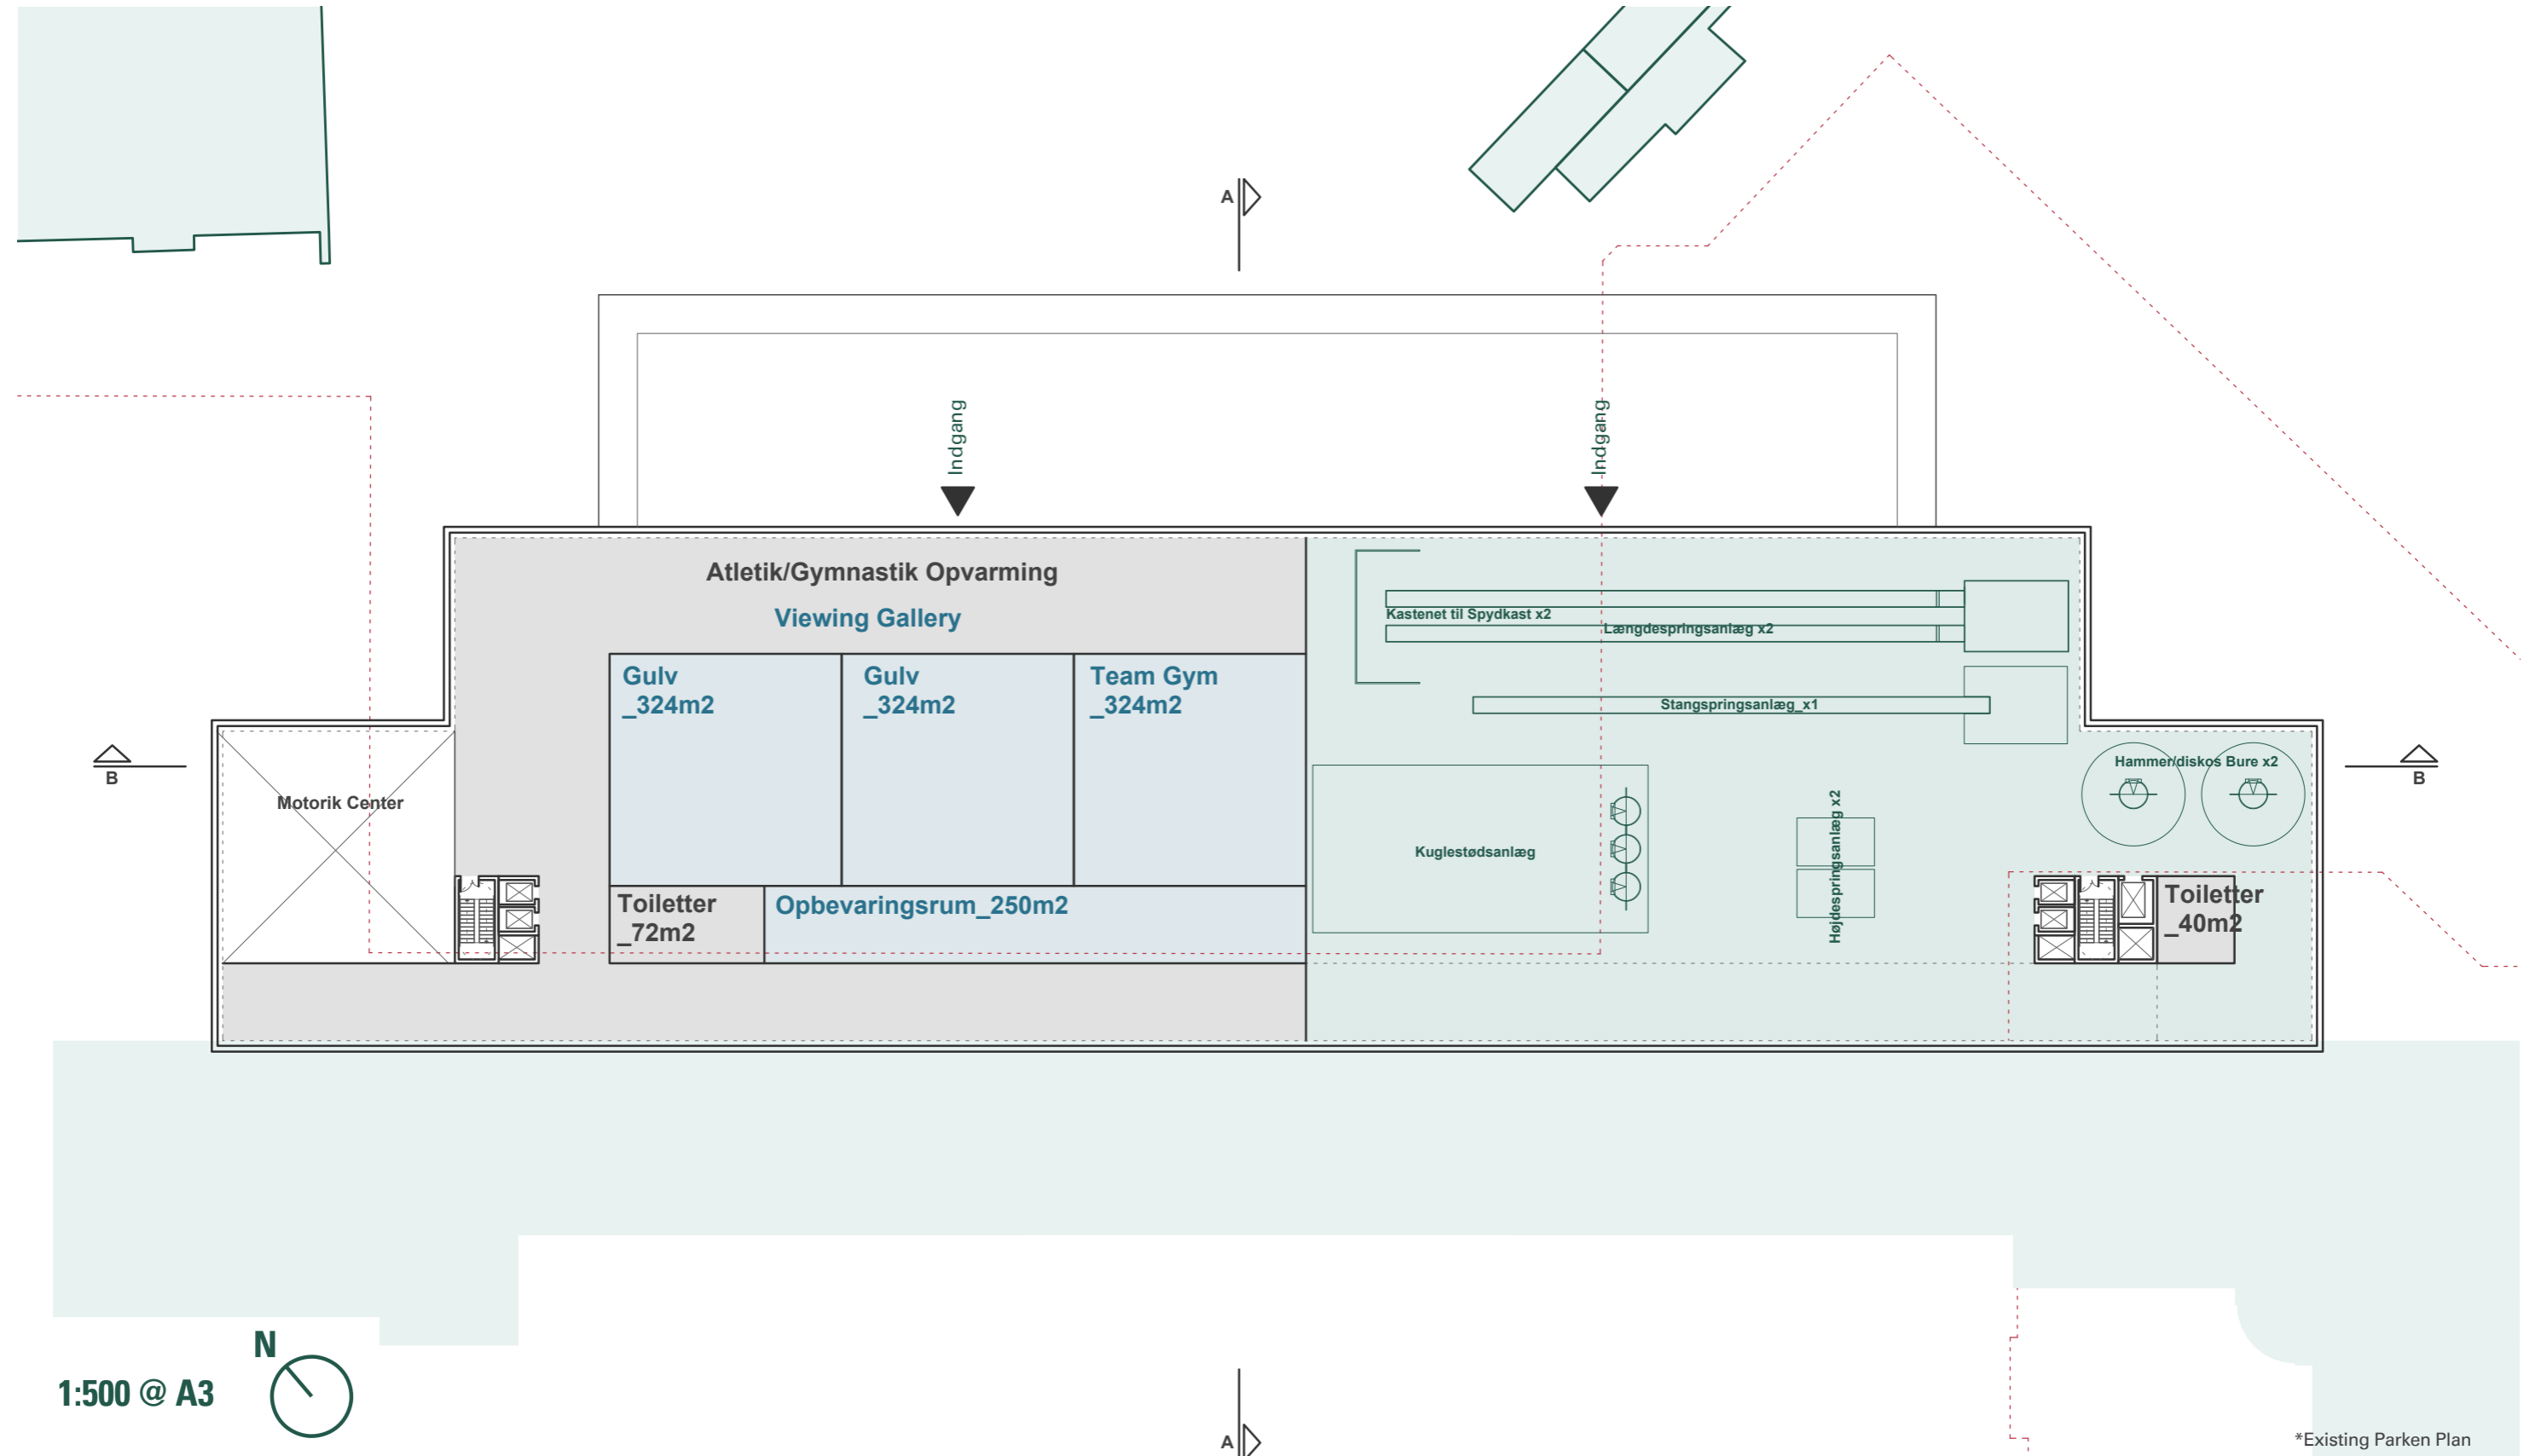 A
Indgang
Indgang
Atletik/Gymnastik Opvarming
Viewing Gallery
Kastenet til Spydkast x2
Længdespringsanlæg x2
Gulv
_324m2
Gulv
_324m2
Team Gym
_324m2
Stangspringsanlæg_x1
B
Motorik Center
Hammer/diskos Bure x2
B
Kuglestødsanlæg
Højdespringsanlæg x2
Toiletter
_72m2
Opbevaringsrum_250m2
Toiletter
_40m2
N
1:500 @ A3
A
*Existing Parken Plan